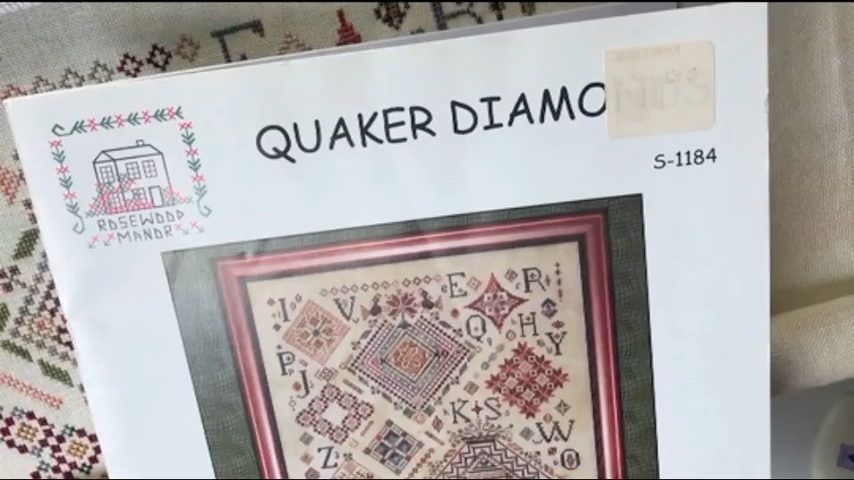 QUAKER DIAMO
S-1184
ROSEWOOD
MANOR
E R
I V
Q H
Y
P
J
K S
W
Z O